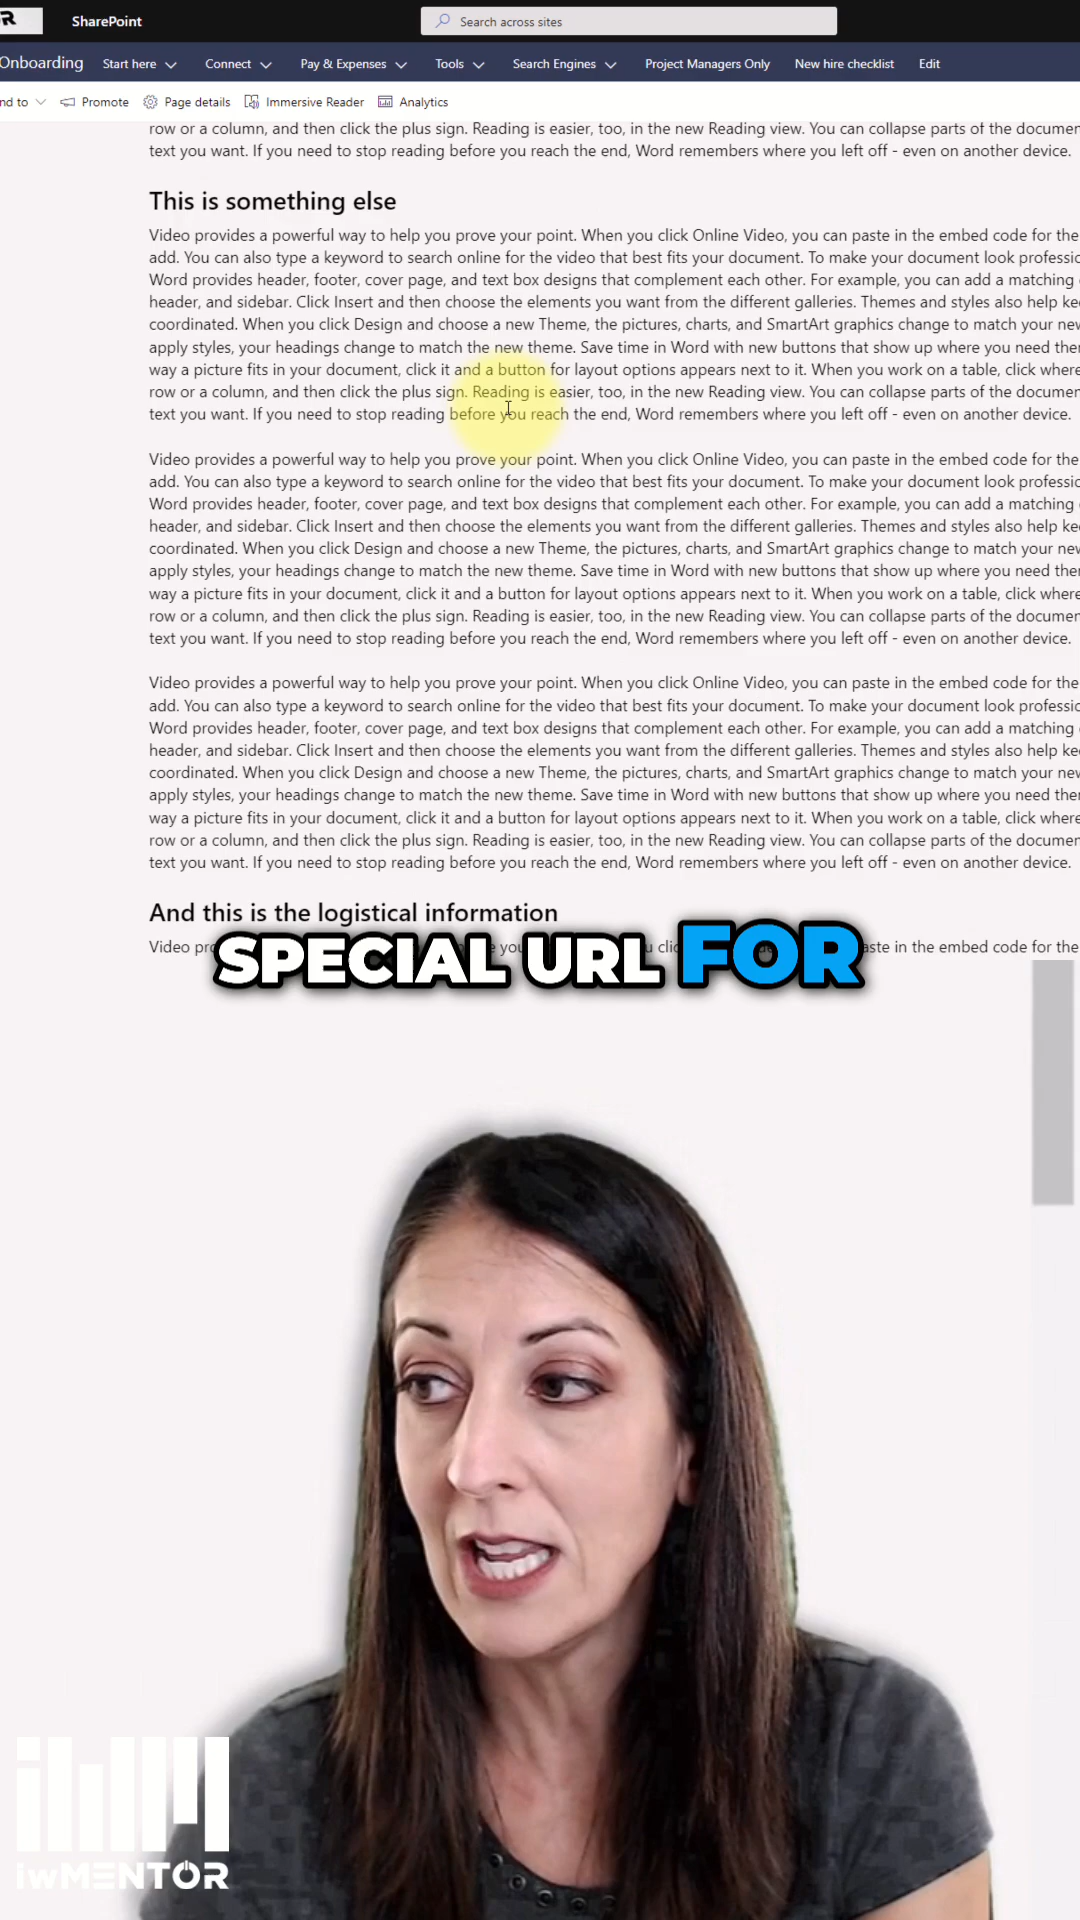 R
SharePoint
Search across sites
Onboarding Start here Connect Pay & Expenses Tools Search Engines Project Managers Only New hire checklist Edit
nd to Promote Page details Immersive Reader Analytics
row or a column, and then click the plus sign. Reading is easier, too, in the new Reading view. You can collapse parts of the documen
text you want. If you need to stop reading before you reach the end, Word remembers where you left off - even on another device.
This is something else
Video provides a powerful way to help you prove your point. When you click Online Video, you can paste in the embed code for the
add. You can also type a keyword to search online for the video that best fits your document. To make your document look professio
Word provides header, footer, cover page, and text box designs that complement each other. For example, you can add a matching
header, and sidebar. Click Insert and then choose the elements you want from the different galleries. Themes and styles also help kee
coordinated. When you click Design and choose a new Theme, the pictures, charts, and SmartArt graphics change to match your nev
apply styles, your headings change to match the new theme. Save time in Word with new buttons that show up where you need the
way a picture fits in your document, click it and a button for layout options appears next to it. When you work on a table, click where
row or a column, and then click the plus sign. Reading is easier, too, in the new Reading view. You can collapse parts of the documen
text you want. If you need to stop reading before you reach the end, Word remembers where you left off - even on another device.
Video provides a powerful way to help you prove your point. When you click Online Video, you can paste in the embed code for the
add. You can also type a keyword to search online for the video that best fits your document. To make your document look professio
Word provides header, footer, cover page, and text box designs that complement each other. For example, you can add a matching
header, and sidebar. Click Insert and then choose the elements you want from the different galleries. Themes and styles also help kee
coordinated. When you click Design and choose a new Theme, the pictures, charts, and SmartArt graphics change to match your nev
apply styles, your headings change to match the new theme. Save time in Word with new buttons that show up where you need the
way a picture fits in your document, click it and a button for layout options appears next to it. When you work on a table, click where
row or a column, and then click the plus sign. Reading is easier, too, in the new Reading view. You can collapse parts of the documen
text you want. If you need to stop reading before you reach the end, Word remembers where you left off - even on another device.
Video provides a powerful way to help you prove your point. When you click Online Video, you can paste in the embed code for the
add. You can also type a keyword to search online for the video that best fits your document. To make your document look professio
Word provides header, footer, cover page, and text box designs that complement each other. For example, you can add a matching
header, and sidebar. Click Insert and then choose the elements you want from the different galleries. Themes and styles also help kee
coordinated. When you click Design and choose a new Theme, the pictures, charts, and SmartArt graphics change to match your nev
apply styles, your headings change to match the new theme. Save time in Word with new buttons that show up where you need the
way a picture fits in your document, click it and a button for layout options appears next to it. When you work on a table, click where
row or a column, and then click the plus sign. Reading is easier, too, in the new Reading view. You can collapse parts of the documen
text you want. If you need to stop reading before you reach the end, Word remembers where you left off - even on another device.
And this is the logistical information
Video pr in the embed code for the
SPECIAL URL FOR
iwMENTOR